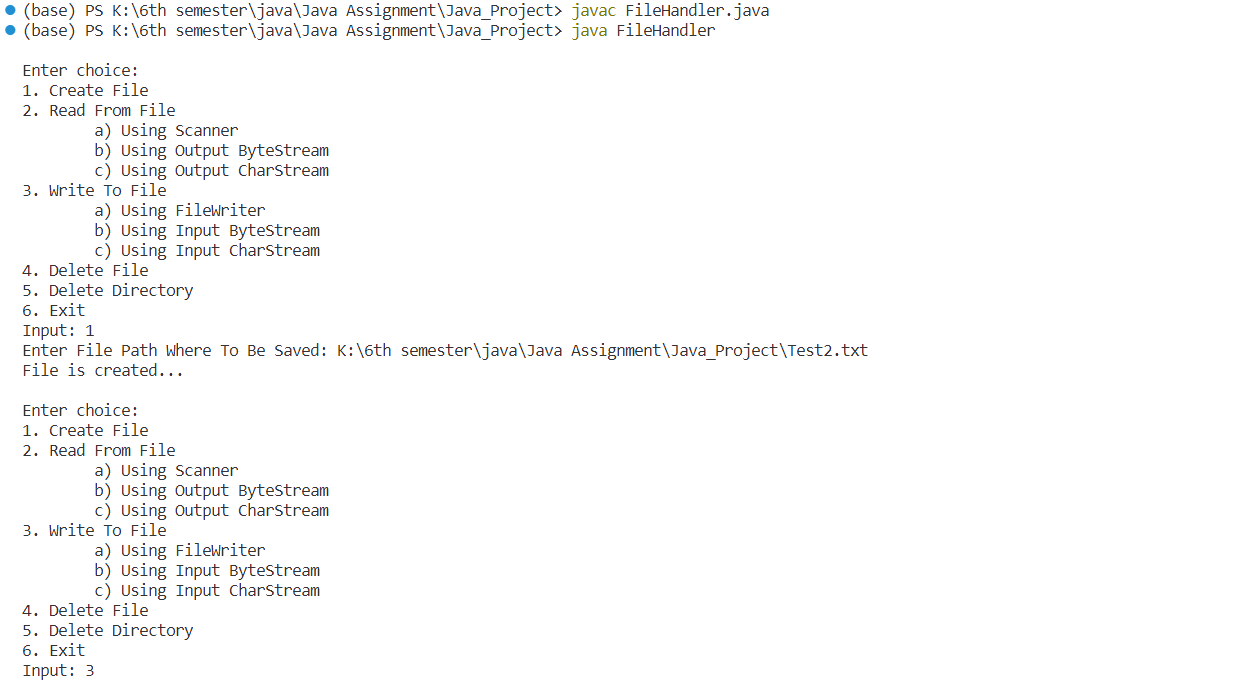 (base) PS K:\6th semester\java\Java Assignment\Java_Project> javac FileHandler.java
(base) PS K:\6th semester\java\Java Assignment\Java_Project> java FileHandler
Enter choice:
1. Create File
2. Read From File
a) Using Scanner
b) Using Output ByteStream
c) Using Output CharStream
3. Write To File
a) Using FileWriter
b) Using Input ByteStream
c) Using Input CharStream
4. Delete File
5. Delete Directory
6. Exit
Input: 1
Enter File Path Where To Be Saved: K:\6th semester\java\Java Assignment\Java_Project\Test2.txt
File is created...
Enter choice:
1. Create File
2. Read From File
a) Using Scanner
b) Using Output ByteStream
c) Using Output CharStream
3. Write To File
a) Using FileWriter
b) Using Input ByteStream
c) Using Input CharStream
4. Delete File
5. Delete Directory
6. Exit
Input: 3